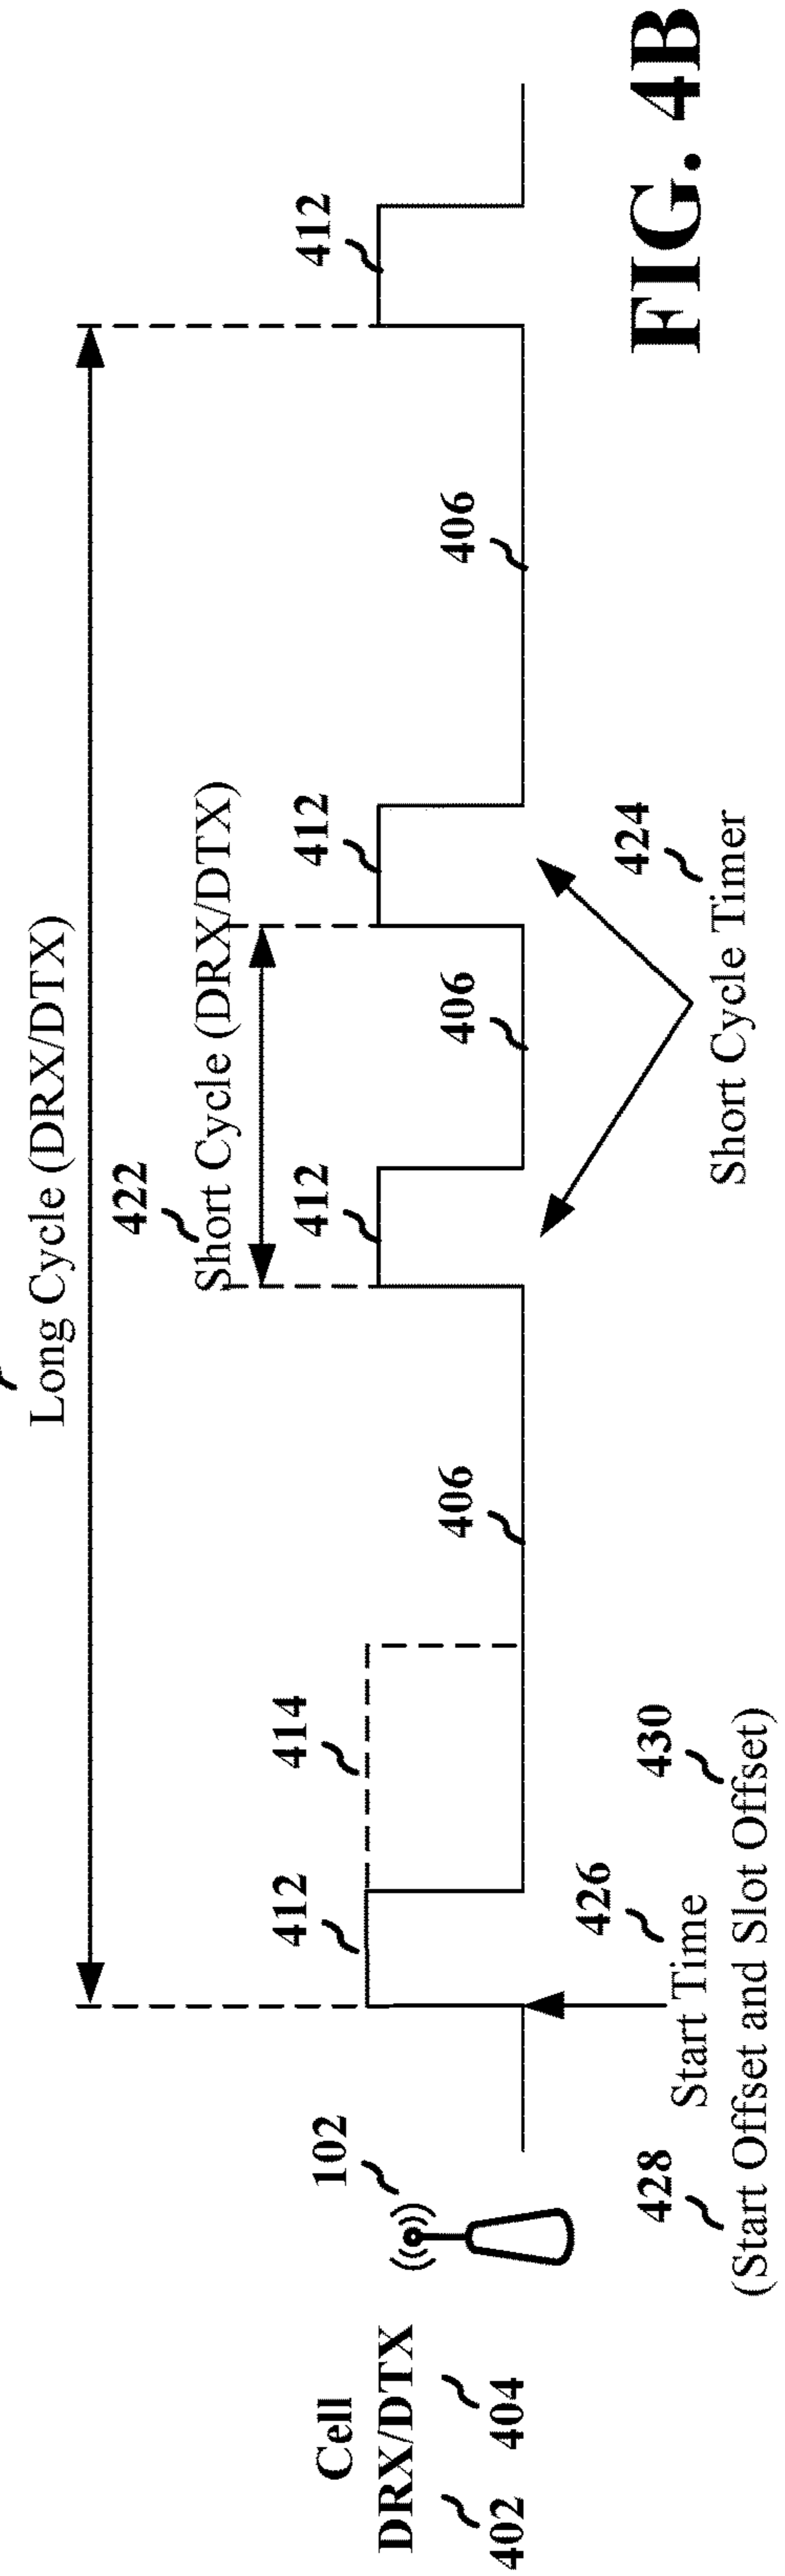 Long Cycle (DRX/DTX)
422
Short Cycle (DRX/DTX)
412
414
412
412
412
406
406
406
102
Cell
DRX/DTX
402
404
426
Start Time
428
430
(Start Offset and Slot Offset)
424
Short Cycle Timer
FIG. 4B